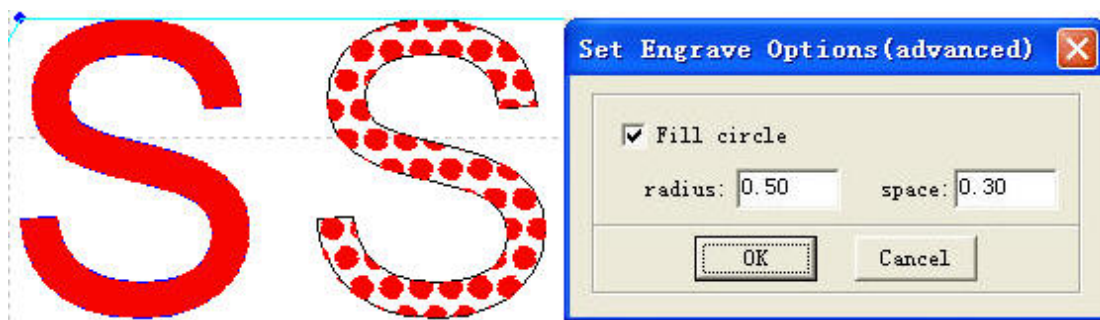 S S
Set Engrave Options(advanced)
Fill circle
radius: 0.50 space: 0.30
OK Cancel